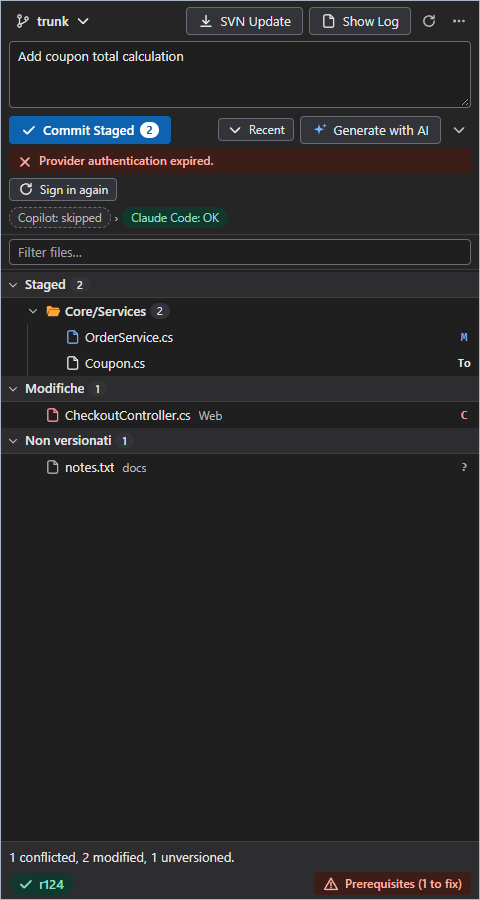 trunk SVN Update Show Log
Add coupon total calculation
Commit Staged 2 Recent Generate with AI
Provider authentication expired.
Sign in again
Copilot: skipped › Claude Code: OK
Filter files...
Staged 2
Core/Services 2
OrderService.cs M
Coupon.cs To
Modifiche 1
CheckoutController.cs Web C
Non versionati 1
notes.txt docs ?
1 conflicted, 2 modified, 1 unversioned.
r124 Prerequisites (1 to fix)